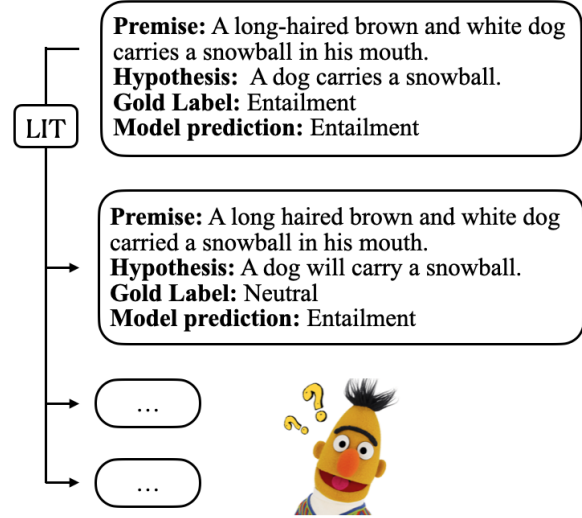 Premise: A long-haired brown and white dog
carries a snowball in his mouth.
Hypothesis:  A dog carries a snowball.
Gold Label: Entailment
Model prediction: Entailment
LIT
Premise: A long haired brown and white dog
carried a snowball in his mouth.
Hypothesis: A dog will carry a snowball.
Gold Label: Neutral
Model prediction: Entailment
...
? ?
...